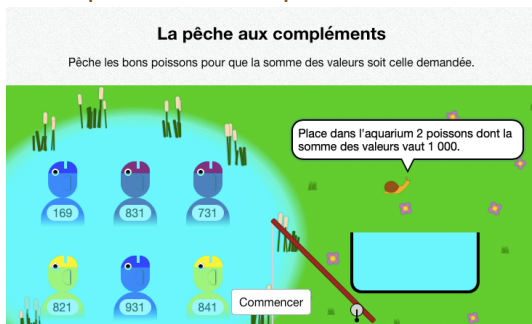 La pêche aux compléments
Pêche les bons poissons pour que la somme des valeurs soit celle demandée.
Place dans l'aquarium 2 poissons dont la
somme des valeurs vaut 1 000.
169 831 731
821 931 841
Commencer